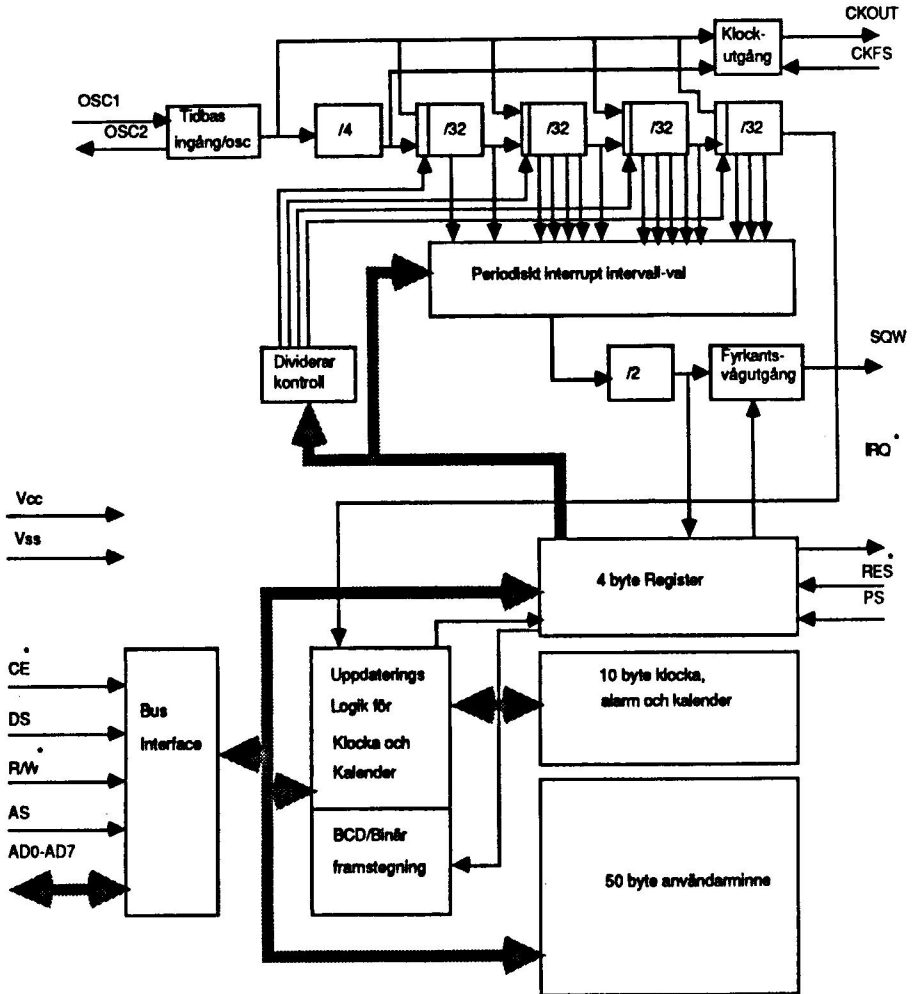 CKOUT
Klock-
utgång
CKFS
OSC1
OSC2
Tidbas
ingång/osc
/4
/32
/32
/32
/32
Periodiskt interrupt intervall-val
Dividerar
kontroll
/2
Fyrkants-
vågutgång
SQW
IRQ*
Vcc
Vss
4 byte Register
RES*
PS
CE*
DS
R/W*
AS
AD0-AD7
Bus
Interface
Uppdaterings
Logik för
Klocka och
Kalender
BCD/Binär
framstegning
10 byte klocka,
alarm och kalender
50 byte användarminne